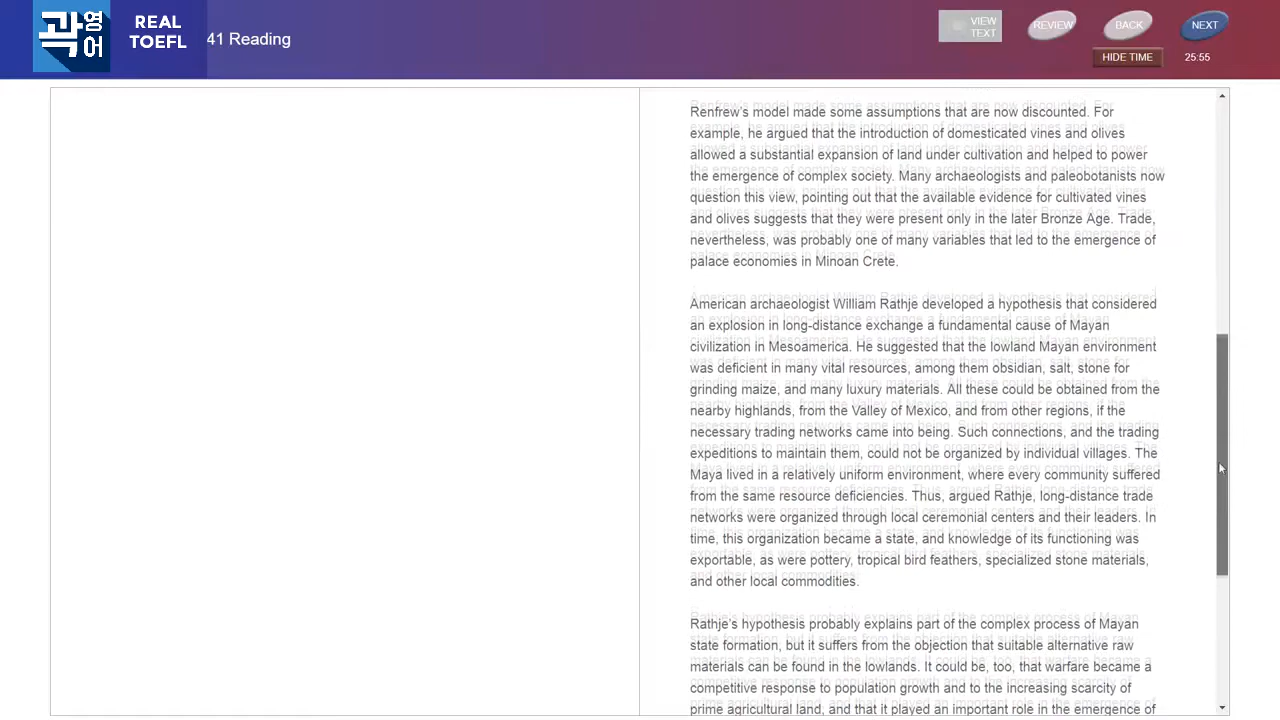 콱영어
REAL
TOEFL
41 Reading
VIEW
TEXT
REVIEW
BACK
NEXT
HIDE TIME
25:55
Renfrew's model made some assumptions that are now discounted. For
example, he argued that the introduction of domesticated vines and olives
allowed a substantial expansion of land under cultivation and helped to power
the emergence of complex society. Many archaeologists and paleobotanists now
question this view, pointing out that the available evidence for cultivated vines
and olives suggests that they were present only in the later Bronze Age. Trade,
nevertheless, was probably one of many variables that led to the emergence of
palace economies in Minoan Crete.
American archaeologist William Rathje developed a hypothesis that considered
an explosion in long-distance exchange a fundamental cause of Mayan
civilization in Mesoamerica. He suggested that the lowland Mayan environment
was deficient in many vital resources, among them obsidian, salt, stone for
grinding maize, and many luxury materials. All these could be obtained from the
nearby highlands, from the Valley of Mexico, and from other regions, if the
necessary trading networks came into being. Such connections, and the trading
expeditions to maintain them, could not be organized by individual villages. The
Maya lived in a relatively uniform environment, where every community suffered
from the same resource deficiencies. Thus, argued Rathje, long-distance trade
networks were organized through local ceremonial centers and their leaders. In
time, this organization became a state, and knowledge of its functioning was
exportable, as were pottery, tropical bird feathers, specialized stone materials,
and other local commodities.
Rathje's hypothesis probably explains part of the complex process of Mayan
state formation, but it suffers from the objection that suitable alternative raw
materials can be found in the lowlands. It could be, too, that warfare became a
competitive response to population growth and to the increasing scarcity of
prime agricultural land, and that it played an important role in the emergence of